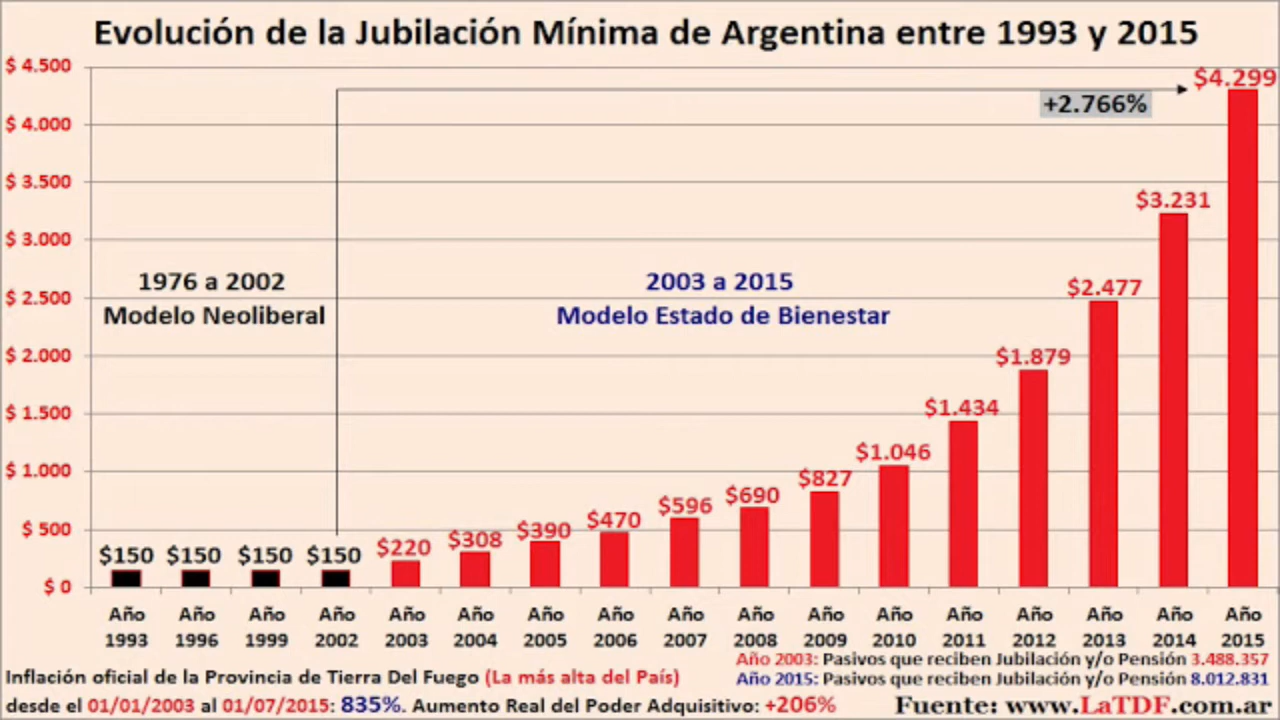 Evolución de la Jubilación Mínima de Argentina entre 1993 y 2015
$ 4.500
$ 4.000
$ 3.500
$ 3.000
$ 2.500
$ 2.000
$ 1.500
$ 1.000
$ 500
$ 0
+2.766%
1976 a 2002
Modelo Neoliberal
2003 a 2015
Modelo Estado de Bienestar
$150 $150 $150 $150 $220 $308 $390 $470 $596 $690 $827 $1.046 $1.434 $1.879 $2.477 $3.231 $4.299
Año Año Año Año Año Año Año Año Año Año Año Año Año Año Año Año Año
1993 1996 1999 2002 2003 2004 2005 2006 2007 2008 2009 2010 2011 2012 2013 2014 2015
Año 2003: Pasivos que reciben Jubilación y/o Pensión 3.488.357
Año 2015: Pasivos que reciben Jubilación y/o Pensión 8.012.831
Inflación oficial de la Provincia de Tierra Del Fuego (La más alta del País)
desde el 01/01/2003 al 01/07/2015: 835%. Aumento Real del Poder Adquisitivo: +206%
Fuente: www.LaTDF.com.ar